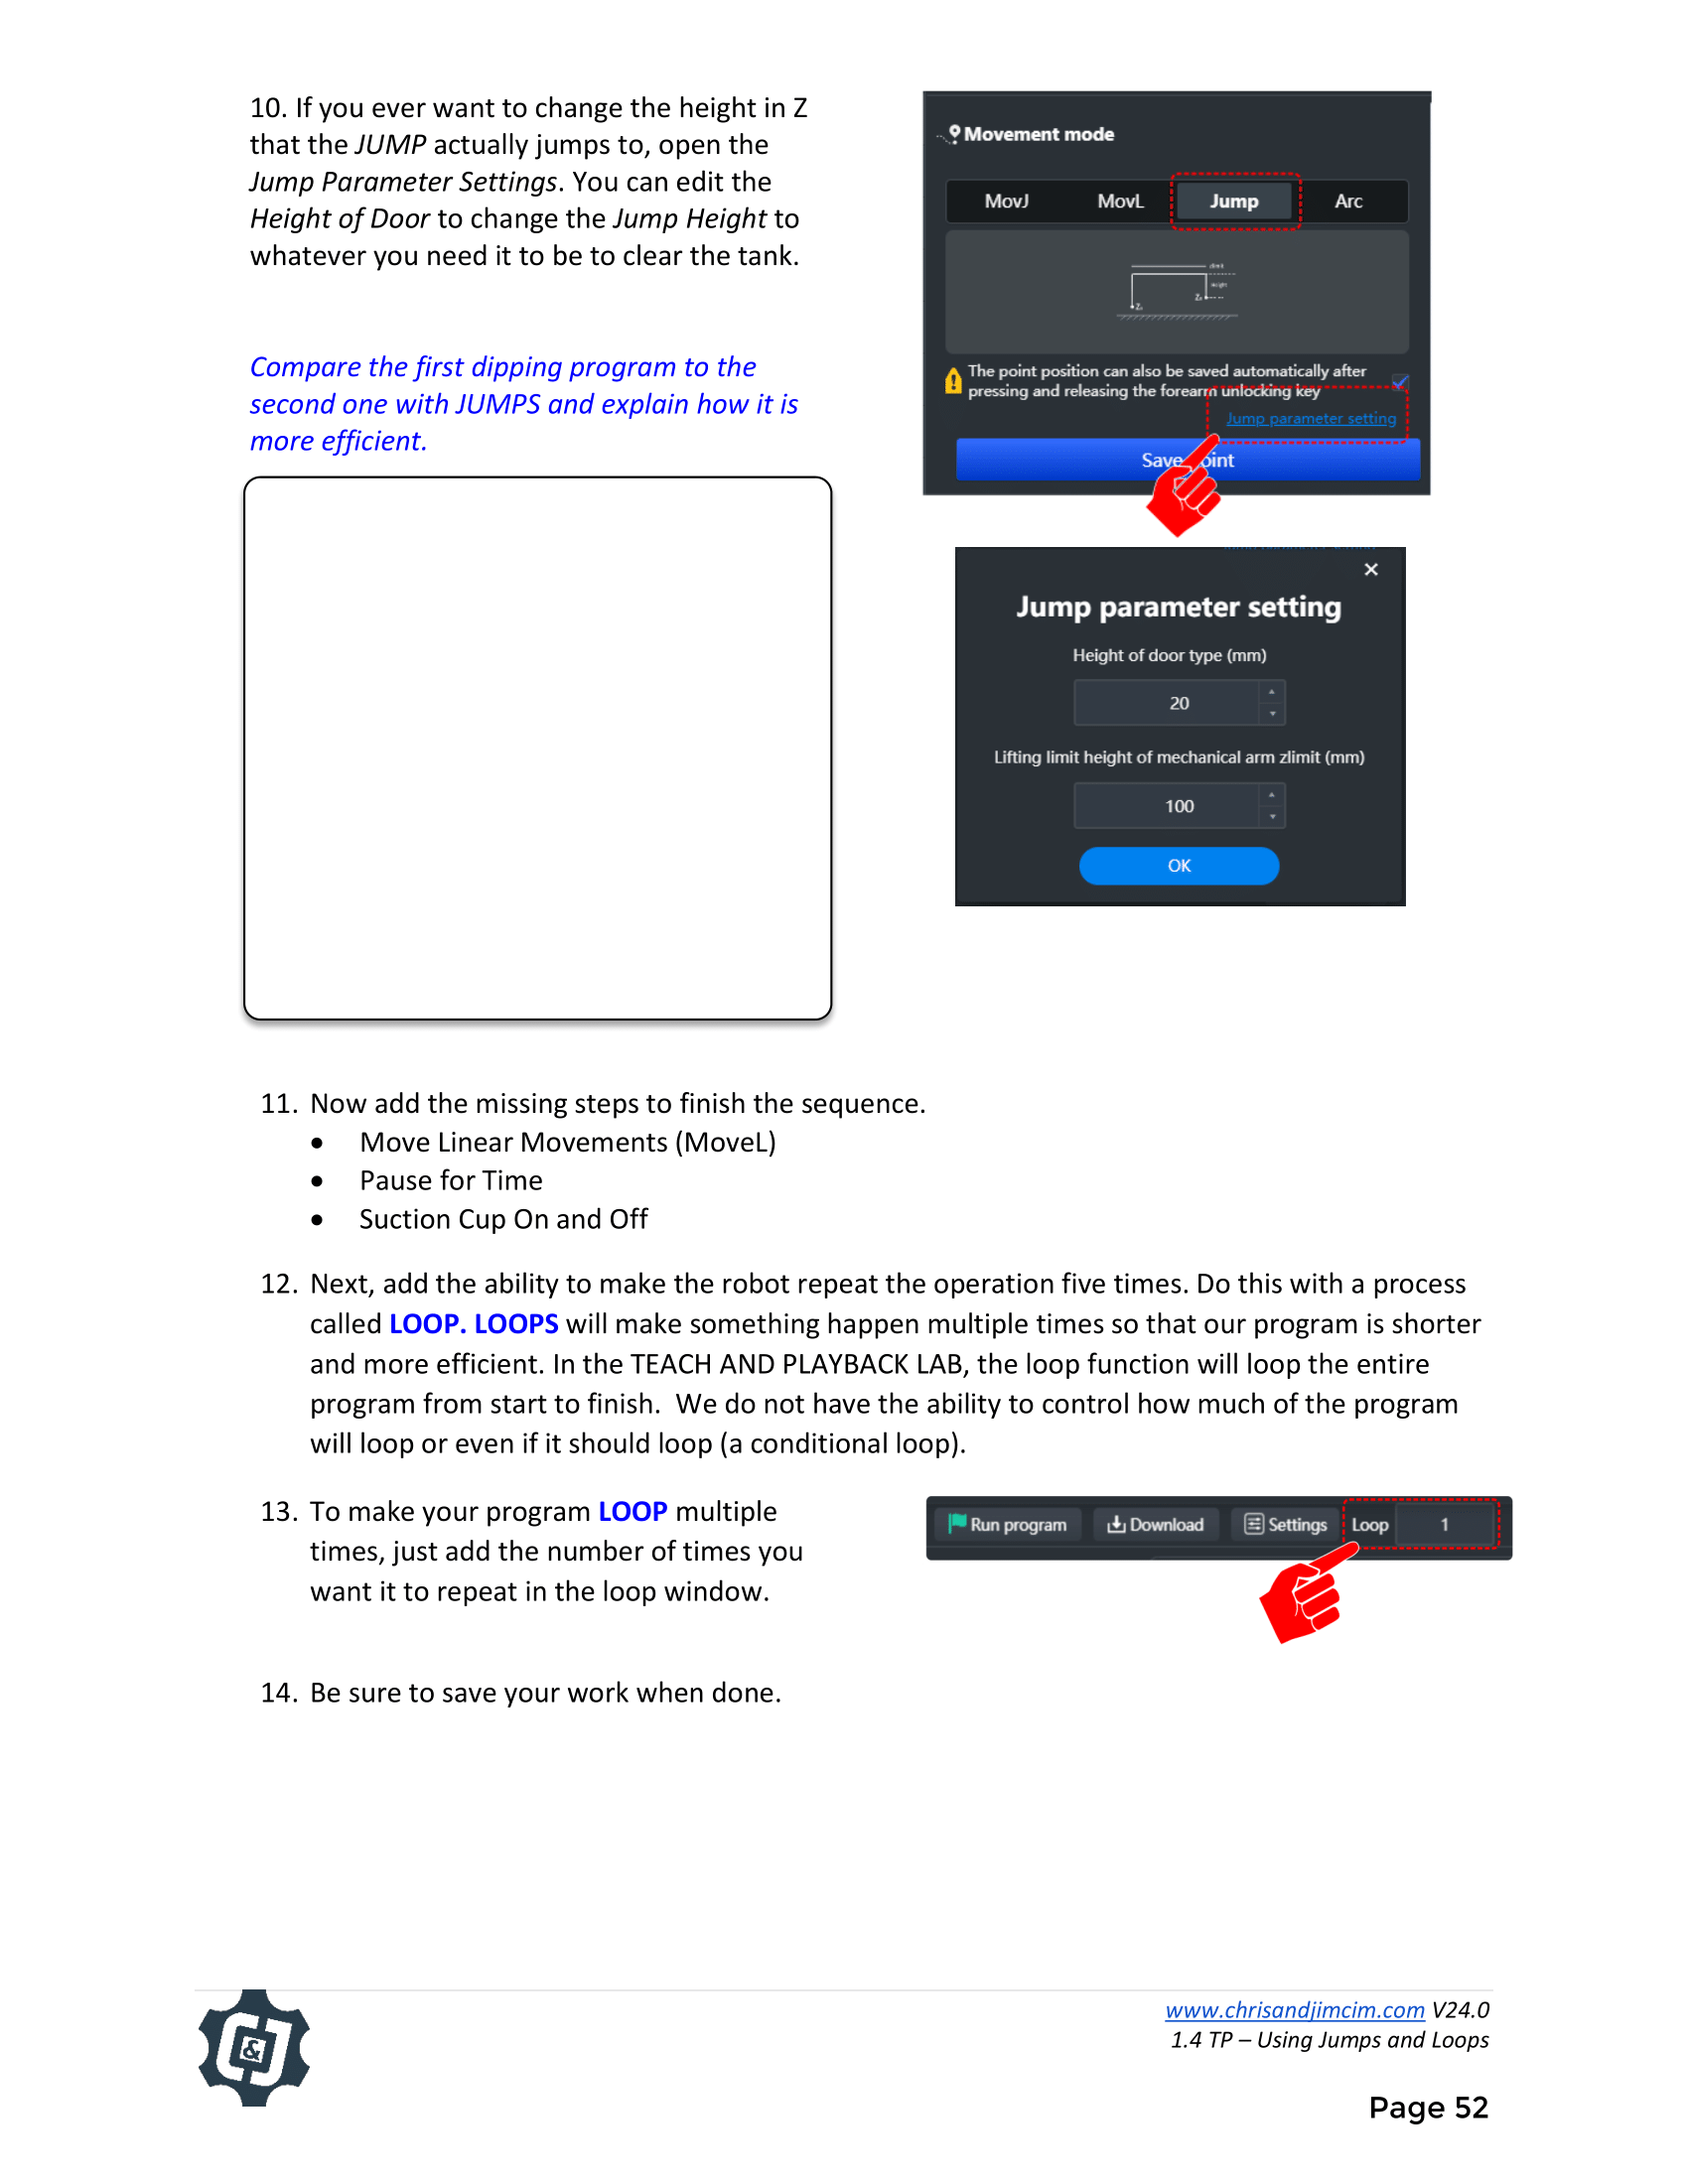 10. If you ever want to change the height in Z
that the JUMP actually jumps to, open the
Jump Parameter Settings. You can edit the
Height of Door to change the Jump Height to
whatever you need it to be to clear the tank.
Compare the first dipping program to the
second one with JUMPS and explain how it is
more efficient.
Movement mode
MovJ MovL Jump Arc
The point position can also be saved automatically after
pressing and releasing the forearm unlocking key
Jump parameter setting
Jump parameter setting
Height of door type (mm)
20
Lifting limit height of mechanical arm zlimit (mm)
100
OK
11. Now add the missing steps to finish the sequence.
• Move Linear Movements (MoveL)
• Pause for Time
• Suction Cup On and Off
12. Next, add the ability to make the robot repeat the operation five times. Do this with a process
called LOOP. LOOPS will make something happen multiple times so that our program is shorter
and more efficient. In the TEACH AND PLAYBACK LAB, the loop function will loop the entire
program from start to finish.  We do not have the ability to control how much of the program
will loop or even if it should loop (a conditional loop).
13. To make your program LOOP multiple
times, just add the number of times you
want it to repeat in the loop window.
Run program Download Settings Loop 1
14. Be sure to save your work when done.
&
www.chrisandjimcim.com V24.0
1.4 TP – Using Jumps and Loops
Page 52